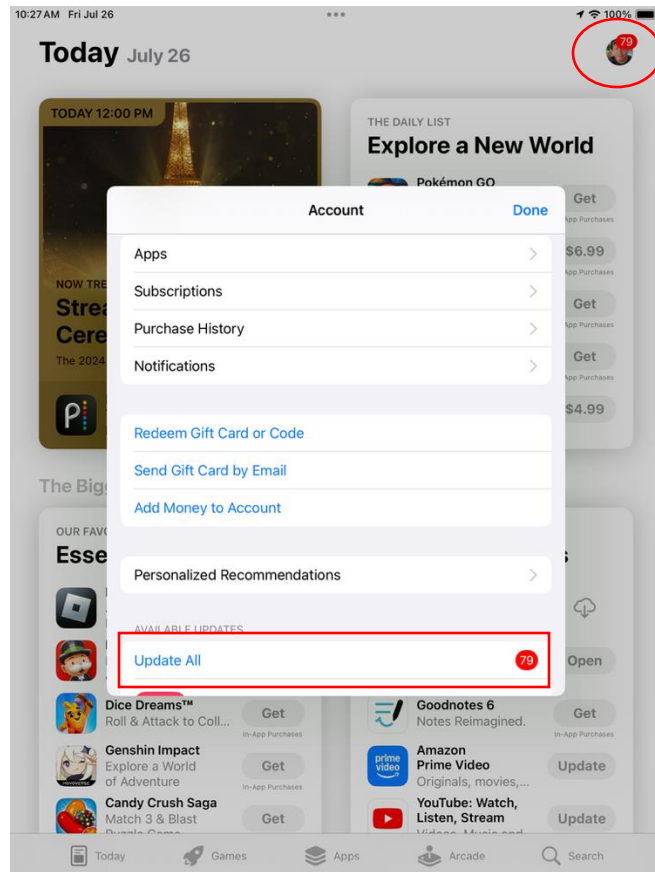 10:27 AM Fri Jul 26
100%
Today July 26
79
TODAY 12:00 PM
NOW TRE
Strea
Cere
The 2024
THE DAILY LIST
Explore a New World
Pokémon GO
Get
App Purchases
$6.99
App Purchases
Get
App Purchases
Get
App Purchases
$4.99
Account
Done
Apps
Subscriptions
Purchase History
Notifications
Redeem Gift Card or Code
Send Gift Card by Email
Add Money to Account
Personalized Recommendations
AVAILABLE UPDATES
Update All
79
The Big
OUR FAVO
Esse
s
Open
Dice Dreams™
Roll & Attack to Coll...
Get
In-App Purchases
Genshin Impact
Explore a World
of Adventure
Get
In-App Purchases
Candy Crush Saga
Match 3 & Blast
Puzzle Game
Get
Goodnotes 6
Notes Reimagined.
Get
In-App Purchases
prime
video
Amazon
Prime Video
Originals, movies,...
Update
YouTube: Watch,
Listen, Stream
Videos, Music and
Update
Today
Games
Apps
Arcade
Search